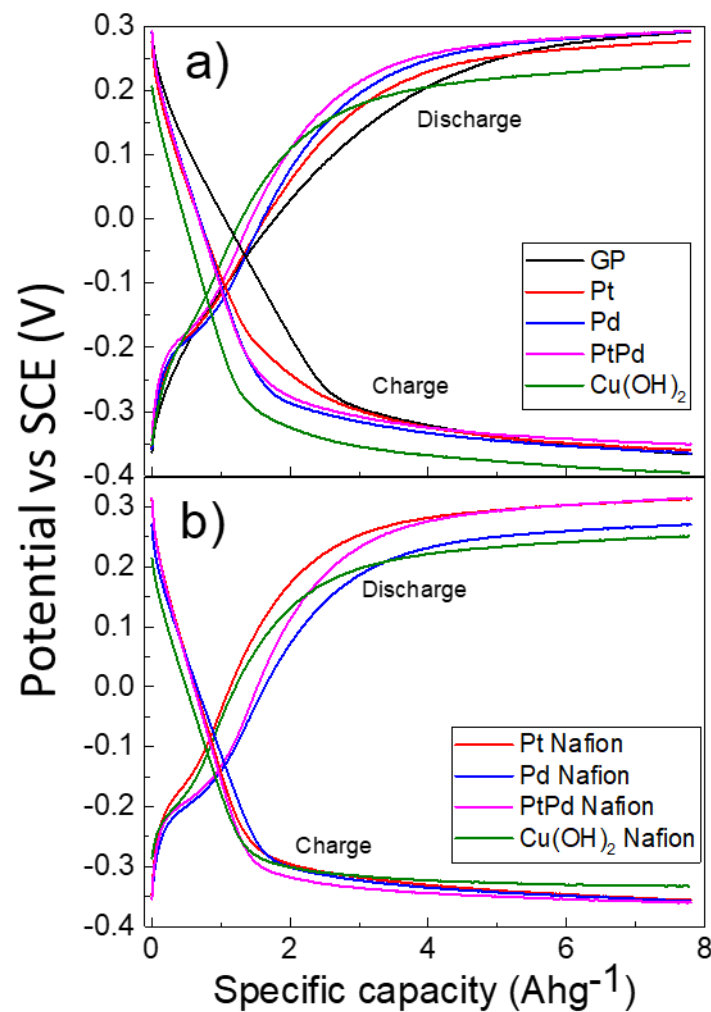 Potential vs SCE (V)
a)
0.3
0.2
0.1
0.0
-0.1
-0.2
-0.3
-0.4
Discharge
Charge
GP
Pt
Pd
PtPd
Cu(OH)2
b)
0.3
0.2
0.1
0.0
-0.1
-0.2
-0.3
-0.4
Discharge
Charge
Pt Nafion
Pd Nafion
PtPd Nafion
Cu(OH)2 Nafion
0 2 4 6 8
Specific capacity (Ahg-1)